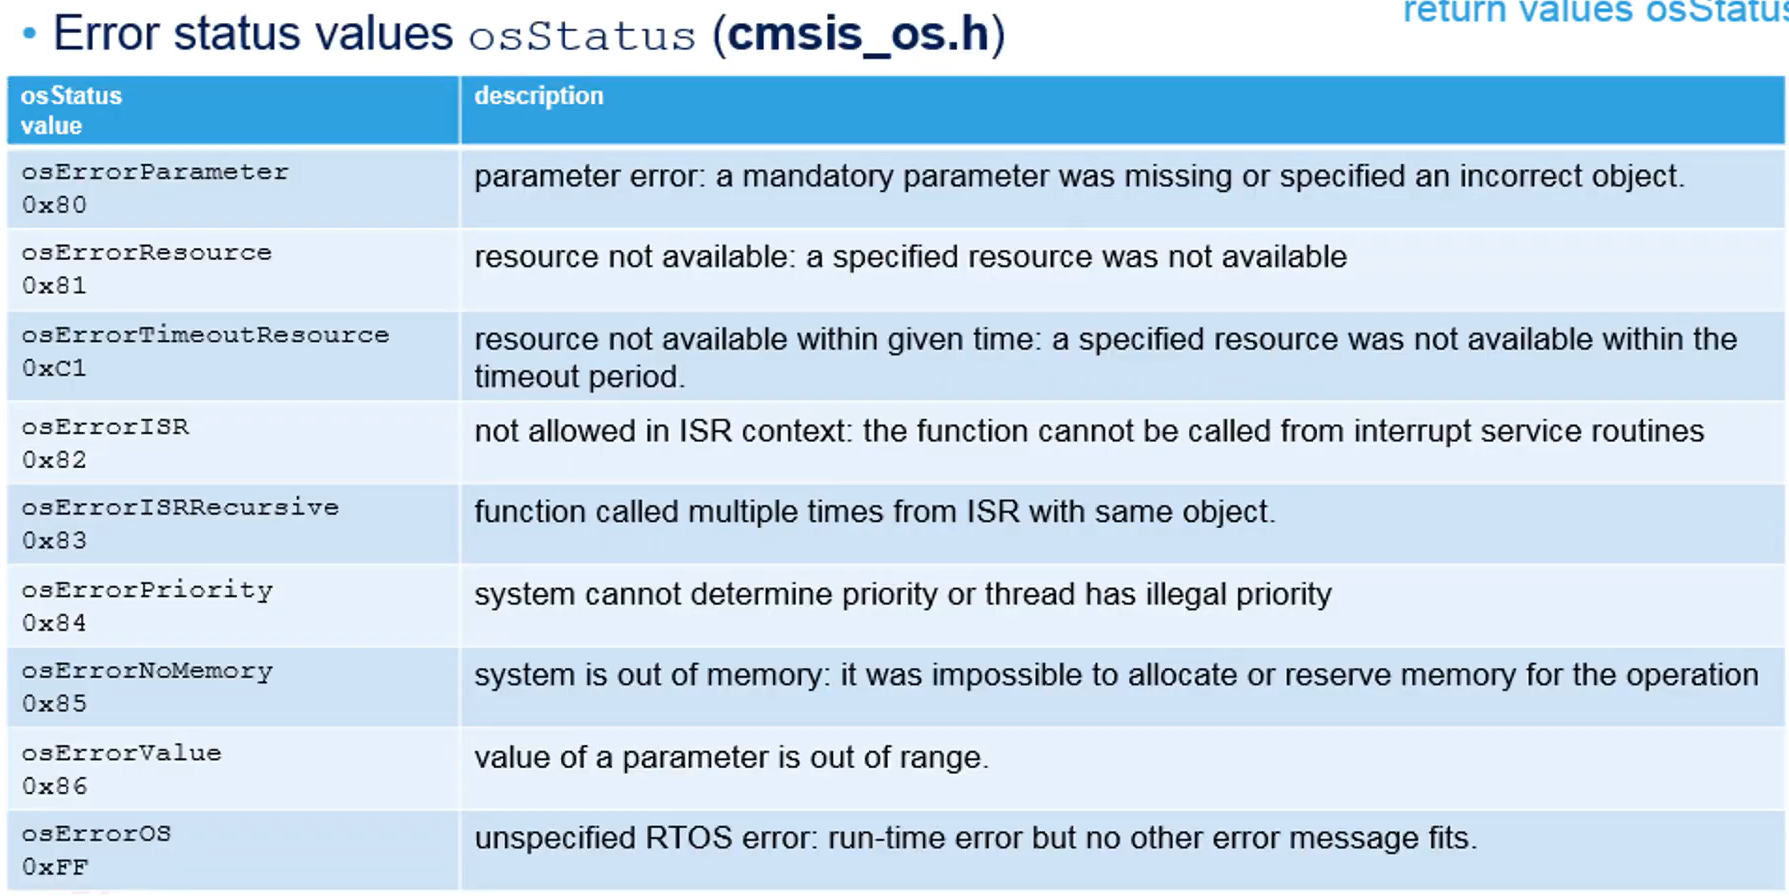 return values osStatus
• Error status values osStatus (cmsis_os.h)
osStatus
value
description
osErrorParameter
0x80
parameter error: a mandatory parameter was missing or specified an incorrect object.
osErrorResource
0x81
resource not available: a specified resource was not available
osErrorTimeoutResource
0xC1
resource not available within given time: a specified resource was not available within the
timeout period.
osErrorISR
0x82
not allowed in ISR context: the function cannot be called from interrupt service routines
osErrorISRRecursive
0x83
function called multiple times from ISR with same object.
osErrorPriority
0x84
system cannot determine priority or thread has illegal priority
osErrorNoMemory
0x85
system is out of memory: it was impossible to allocate or reserve memory for the operation
osErrorValue
0x86
value of a parameter is out of range.
osErrorOS
0xFF
unspecified RTOS error: run-time error but no other error message fits.